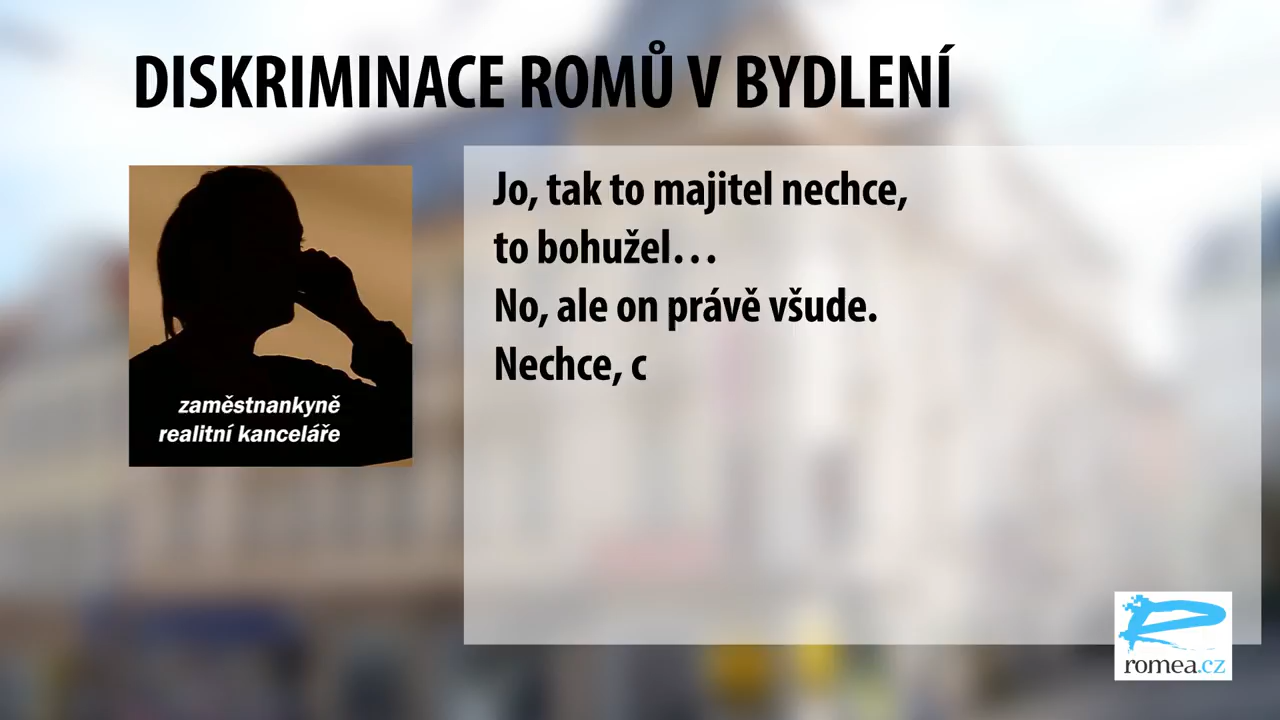 DISKRIMINACE ROMŮ V BYDLENÍ
Jo, tak to majitel nechce,
to bohužel...
No, ale on právě všude.
Nechce, c
zaměstnankyně
realitní kanceláře
romea.cz